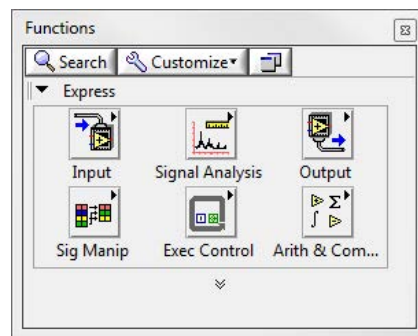 Functions
Search Customize
Express
Input Signal Analysis Output
Sig Manip Exec Control Arith & Com...